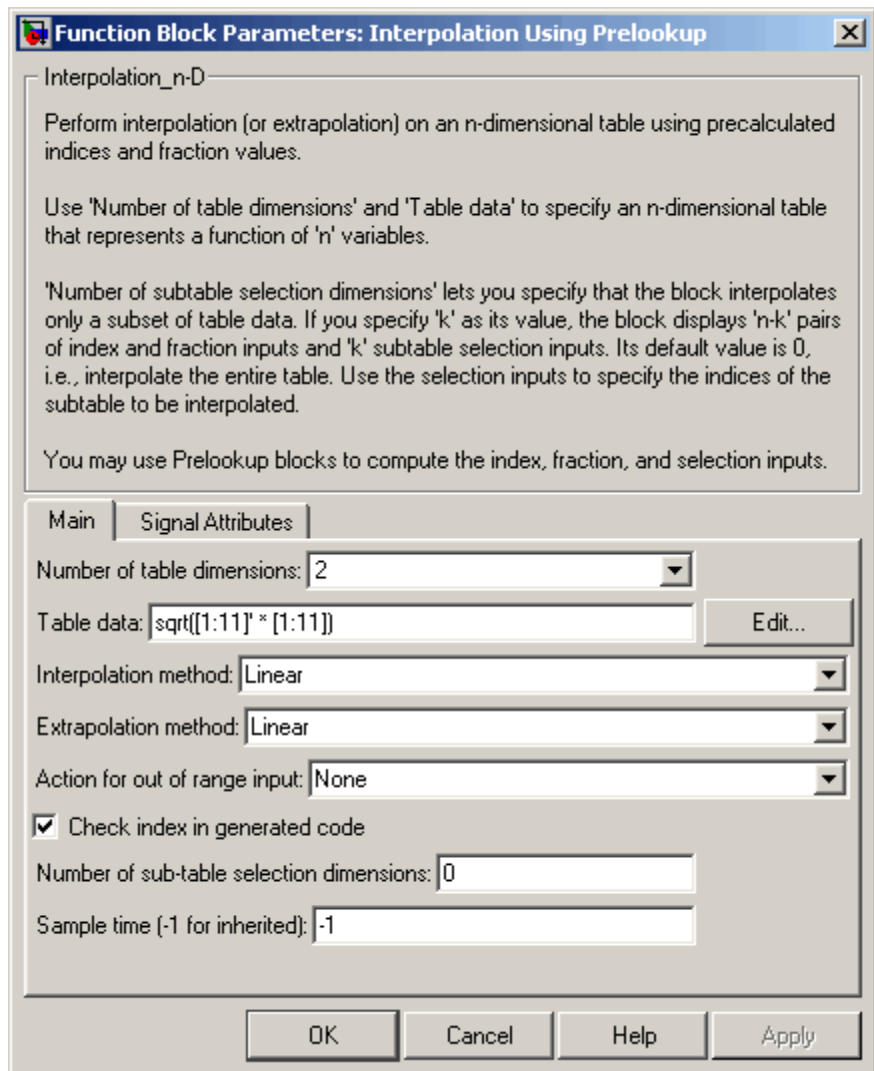 Function Block Parameters: Interpolation Using Prelookup
Interpolation_n-D
Perform interpolation (or extrapolation) on an n-dimensional table using precalculated
indices and fraction values.
Use 'Number of table dimensions' and 'Table data' to specify an n-dimensional table
that represents a function of 'n' variables.
'Number of subtable selection dimensions' lets you specify that the block interpolates
only a subset of table data. If you specify 'k' as its value, the block displays 'n-k' pairs
of index and fraction inputs and 'k' subtable selection inputs. Its default value is 0,
i.e., interpolate the entire table. Use the selection inputs to specify the indices of the
subtable to be interpolated.
You may use Prelookup blocks to compute the index, fraction, and selection inputs.
Main Signal Attributes
Number of table dimensions: 2
Table data: sqrt([1:11]' * [1:11]) Edit...
Interpolation method: Linear
Extrapolation method: Linear
Action for out of range input: None
Check index in generated code
Number of sub-table selection dimensions: 0
Sample time (-1 for inherited): -1
OK Cancel Help Apply